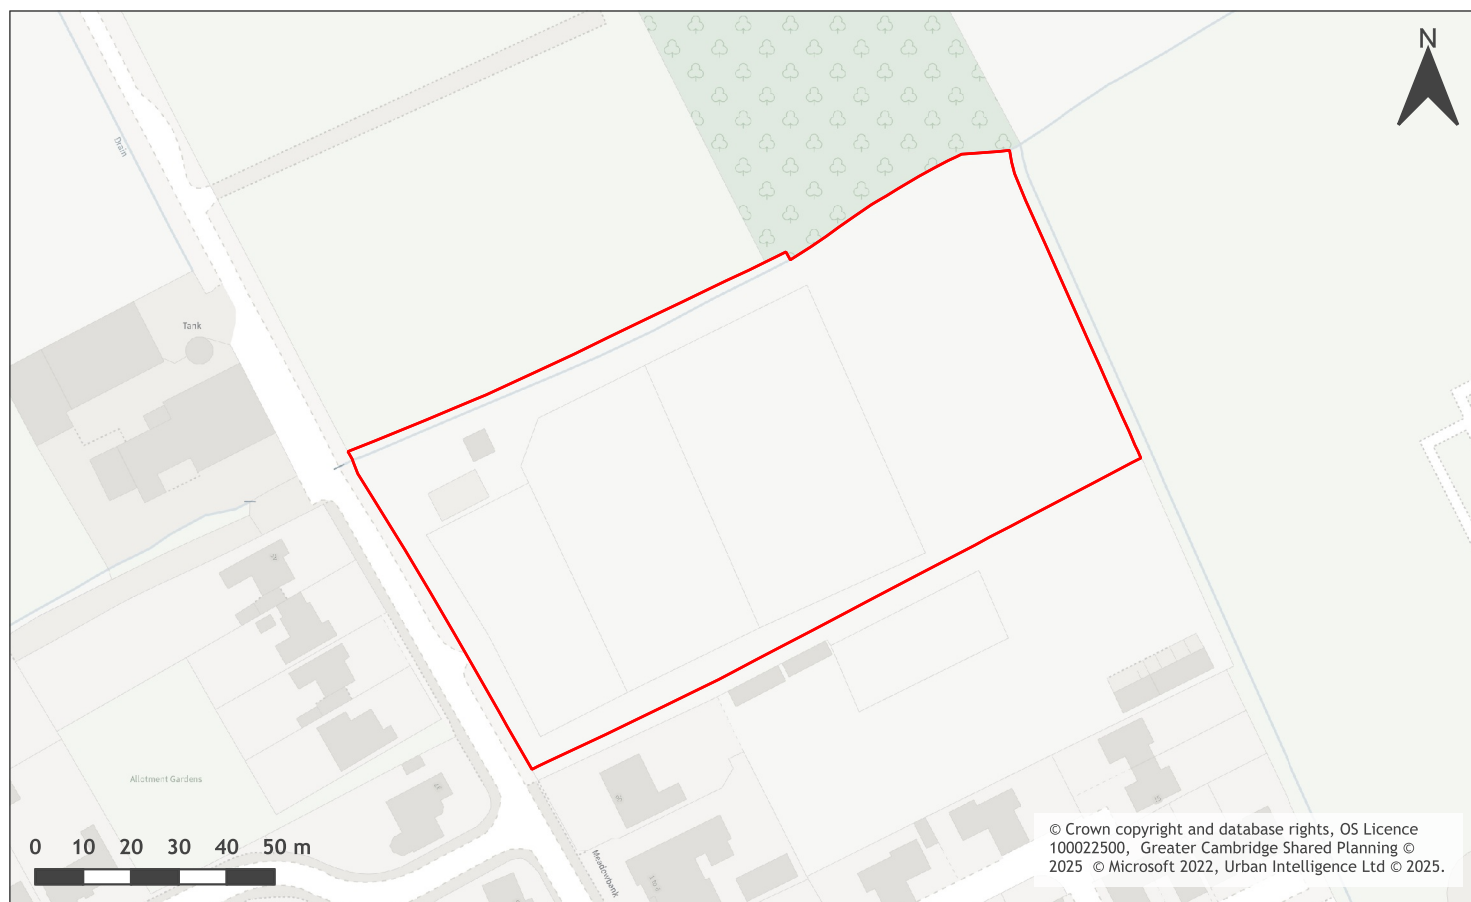 N
Drain
Tank
Allotment Gardens
Meadowbank
0 10 20 30 40 50 m
© Crown copyright and database rights, OS Licence
100022500, Greater Cambridge Shared Planning ©
2025 © Microsoft 2022, Urban Intelligence Ltd © 2025.